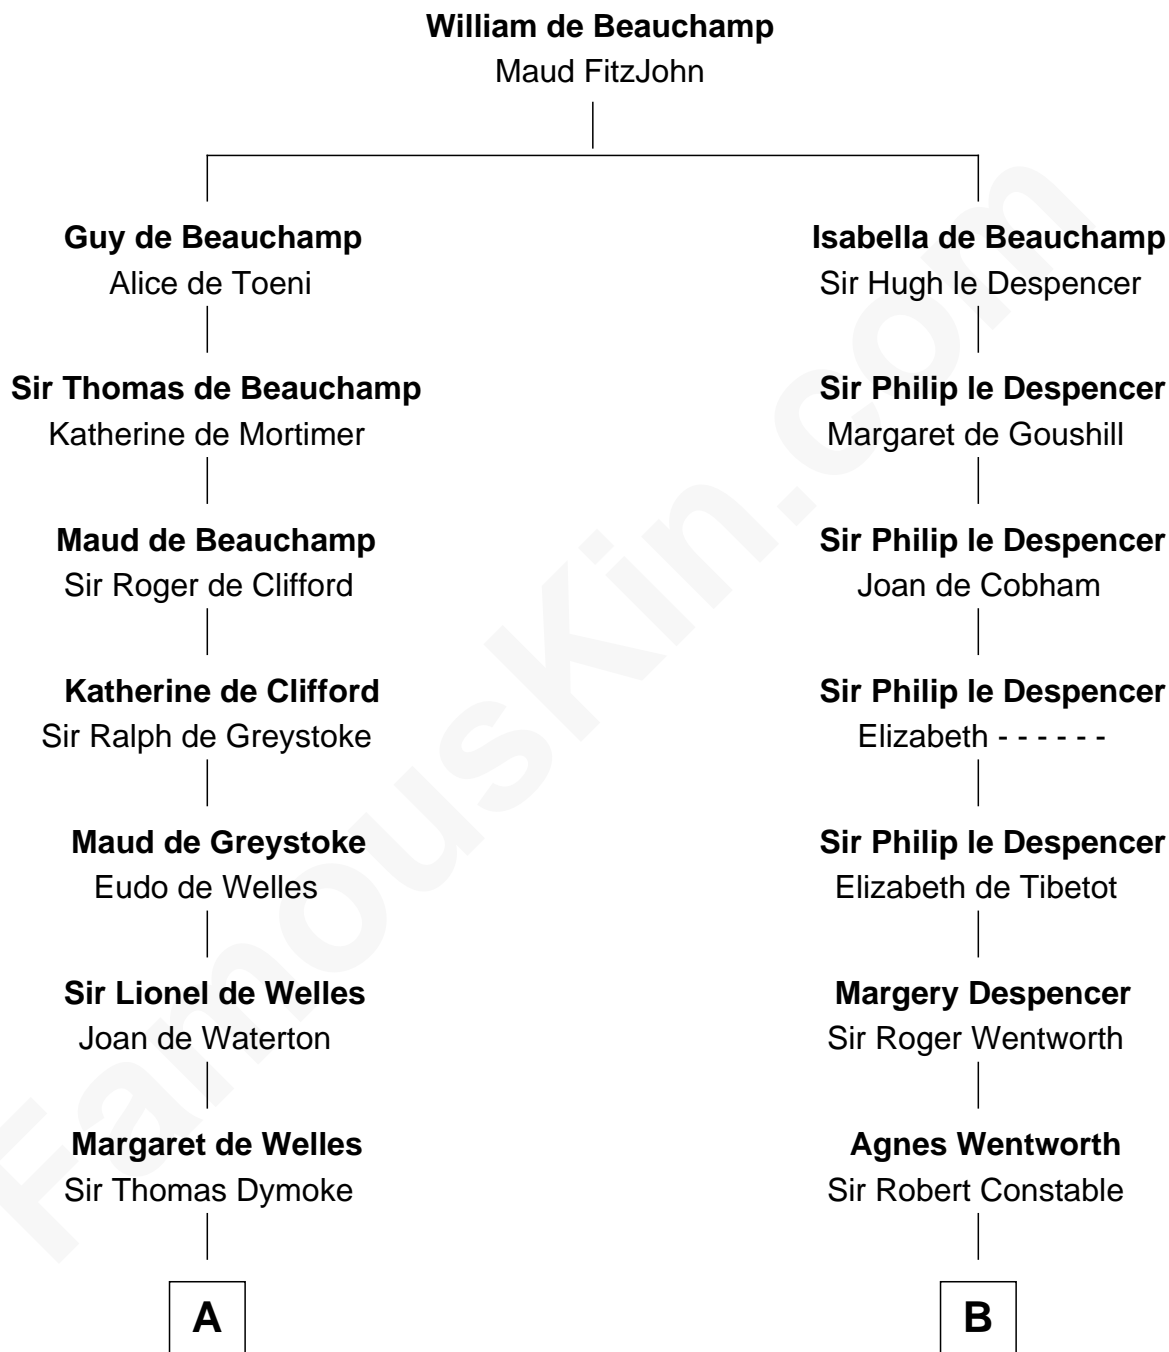 William de Beauchamp
Maud FitzJohn
Guy de Beauchamp
Alice de Toeni
Sir Thomas de Beauchamp
Katherine de Mortimer
Maud de Beauchamp
Sir Roger de Clifford
Katherine de Clifford
Sir Ralph de Greystoke
Maud de Greystoke
Eudo de Welles
Sir Lionel de Welles
Joan de Waterton
Margaret de Welles
Sir Thomas Dymoke
A
Isabella de Beauchamp
Sir Hugh le Despencer
Sir Philip le Despencer
Margaret de Goushill
Sir Philip le Despencer
Joan de Cobham
Sir Philip le Despencer
Elizabeth - - - - - -
Sir Philip le Despencer
Elizabeth de Tibetot
Margery Despencer
Sir Roger Wentworth
Agnes Wentworth
Sir Robert Constable
B
FamousKin.com